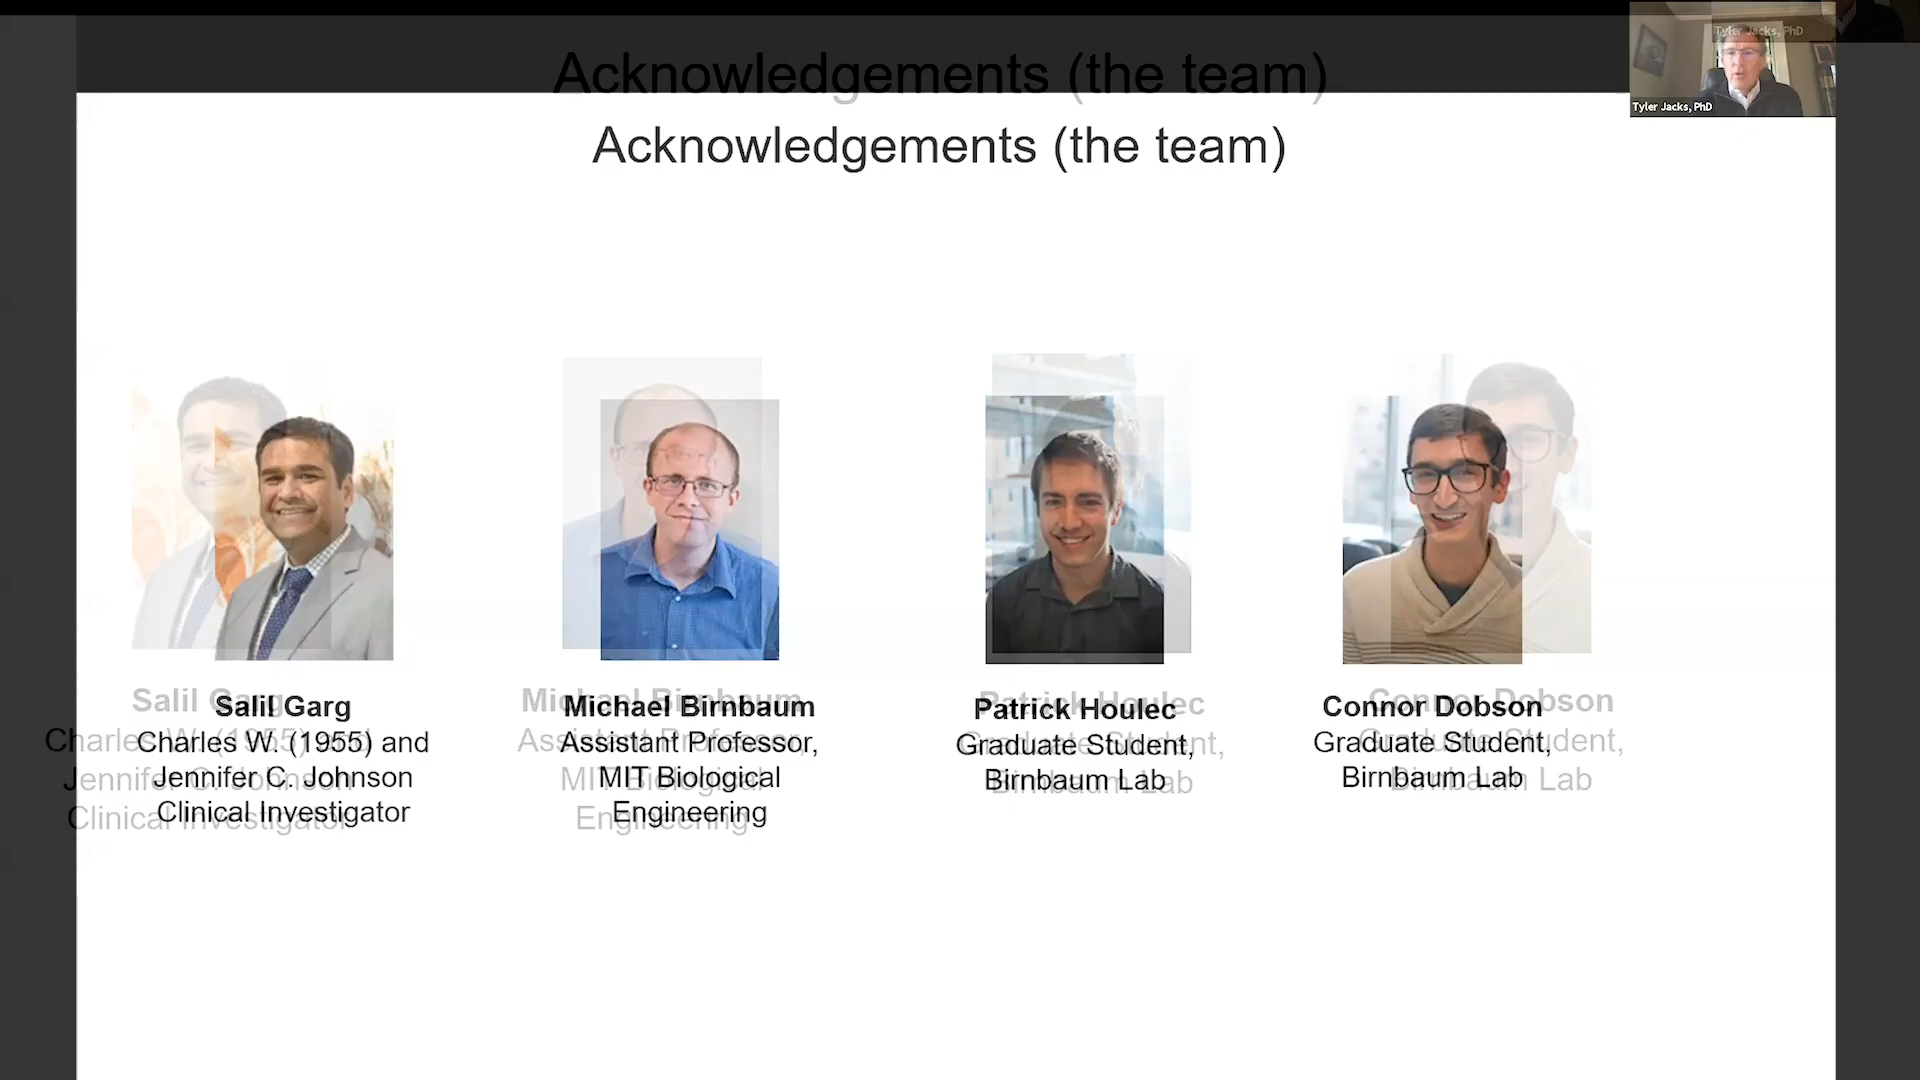 Tyler Jacks, PhD
Tyler Jacks, PhD
Acknowledgements (the team)
Acknowledgements (the team)
Salil Garg
Charles W. (1955) and
Jennifer C. Johnson
Clinical Investigator
Michael Birnbaum
Assistant Professor,
MIT Biological
Engineering
Patrick Houlec
Graduate Student,
Birnbaum Lab
Connor Dobson
Graduate Student,
Birnbaum Lab
Salil Garg
Charles W. (1955) and
Jennifer C. Johnson
Clinical Investigator
Michael Birnbaum
Assistant Professor,
MIT Biological
Engineering
Patrick Houlec
Graduate Student,
Birnbaum Lab
Connor Dobson
Graduate Student,
Birnbaum Lab